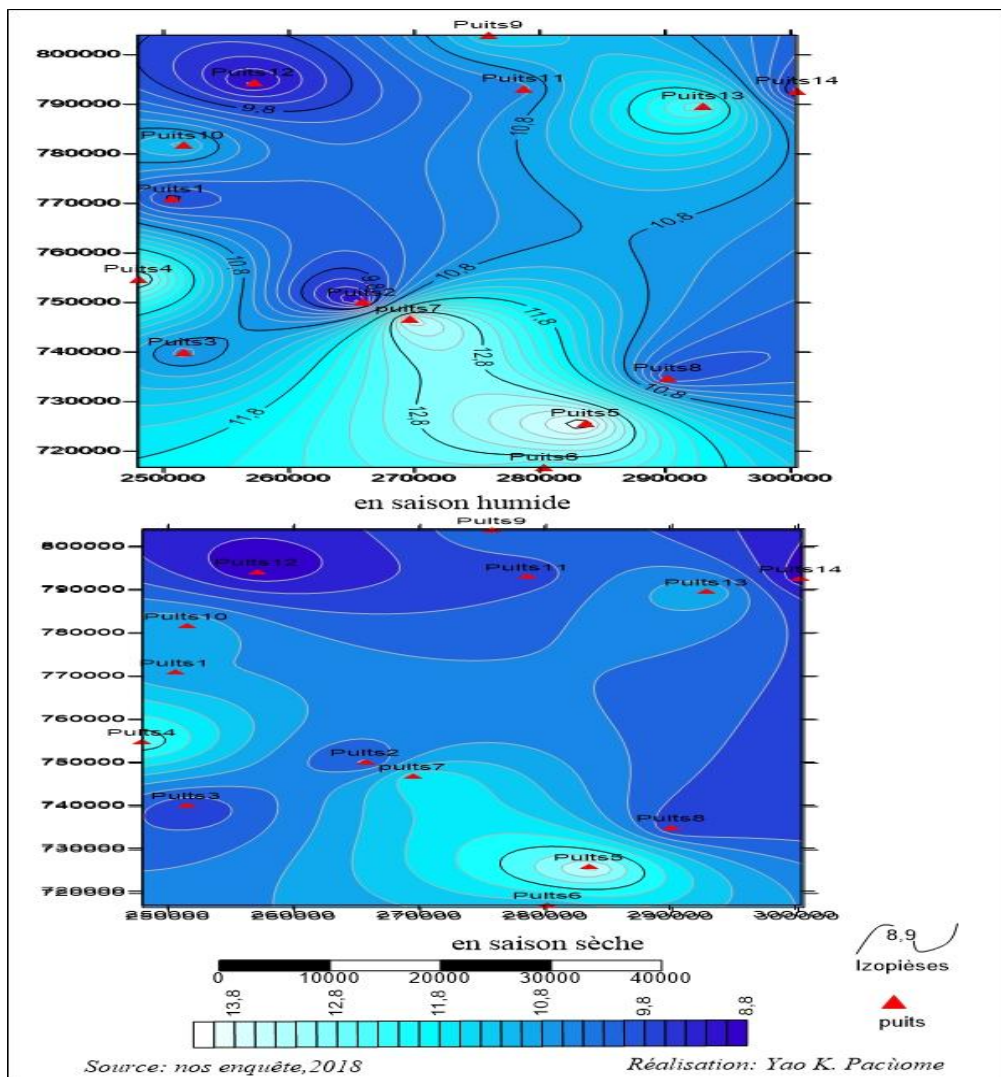 Puits9
800000
Puits12
Puits11
Puits14
790000
Puits13
9,8
10,8
Puits10
780000
Puits1
770000
10,8
760000
Puits4
10,8
10,8
9,8
750000
Puits2
puits7
11,8
740000
Puits3
12,8
Puits8
10,8
730000
11,8
12,8
Puits5
720000
Puits6
250000 260000 270000 280000 290000 300000
en saison humide
Puits9
800000
Puits12
Puits11
Puits14
790000
Puits13
780000
Puits10
770000
Puits1
760000
Puits4
750000
Puits2
puits7
740000
Puits3
Puits8
730000
Puits5
720000
Puits6
250000 260000 270000 280000 290000 300000
en saison sèche
8,9
Izopièses
0 10000 20000 30000 40000
13,8 12,8 11,8 10,8 9,8 8,8
puits
Source: nos enquête,2018
Réalisation: Yao K. Pacùome